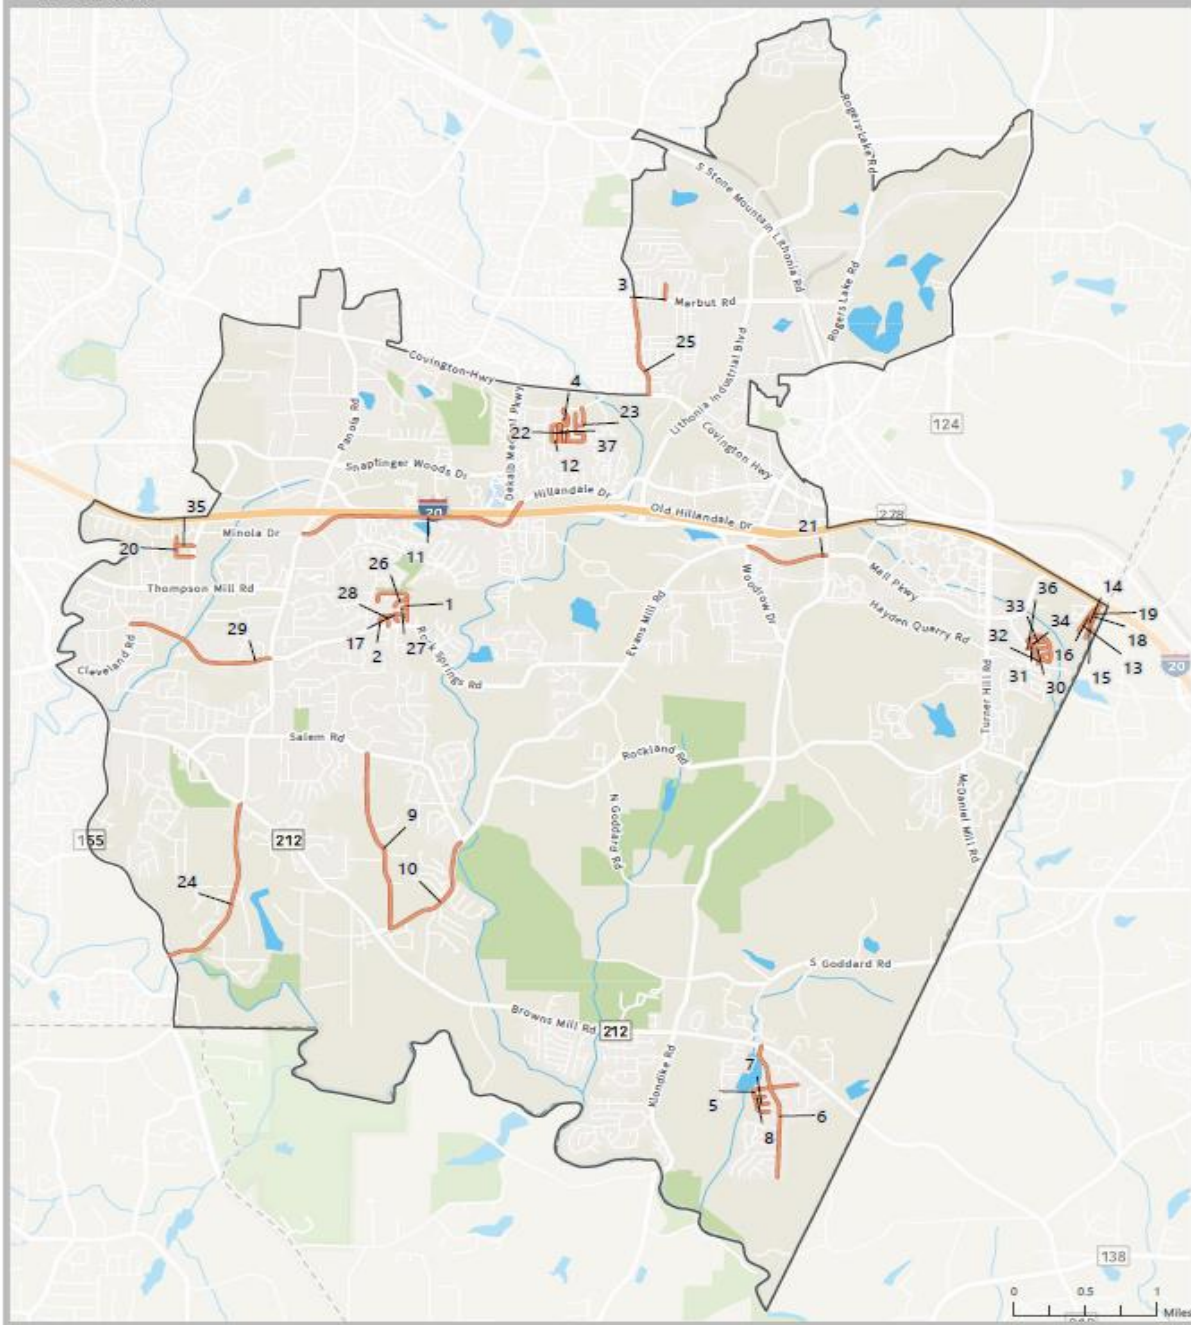 Rogers Lake Rd
S Stone Mountain Lithonia Rd
3
Marbut Rd
Rogers Lake Rd
25
Lithonia Industrial Blvd
Covington Hwy
4
Panola Rd
Dekalb Medical Pkwy
23
22
37
12
Covington Hwy
124
Snapfinger Woods Dr
Hillandale Dr
20
Old Hillandale Dr
278
21
35
Minola Dr
20
11
Thompson Mill Rd
26
28
1
17
2
27
Rock Springs Rd
Evans Mill Rd
Woodrow Dr
Mall Pkwy
Hayden Quarry Rd
36
14
33
34
19
32
18
16
13
31
30
15
20
29
Cleveland Rd
Turner Hill Rd
Salem Rd
Rockland Rd
McDaniel Mill Rd
N Goddard Rd
155
212
9
10
24
S Goddard Rd
Browns Mill Rd
212
Klondike Rd
7
5
6
8
138
0 0.5 1
Miles